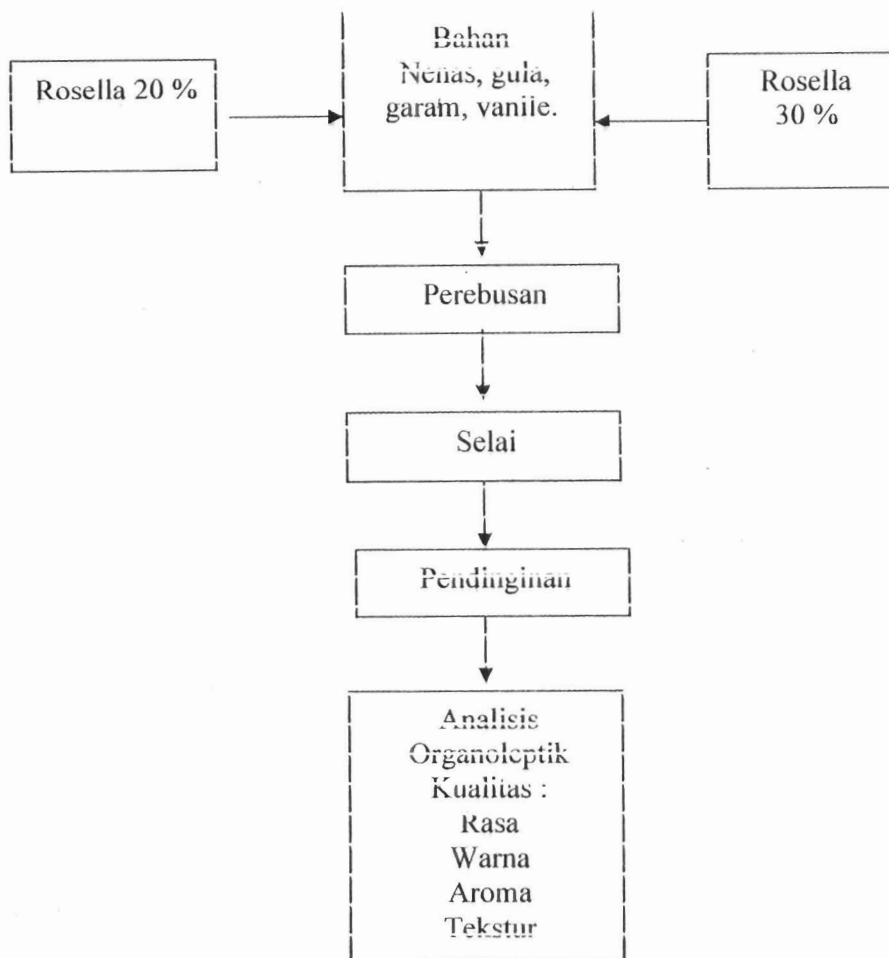 Bahan
Nenas, gula,
garam, vanile.
Rosella 20 %
Rosella
30 %
Perebusan
Selai
Pendinginan
Analisis
Organoleptik
Kualitas :
Rasa
Warna
Aroma
Tekstur